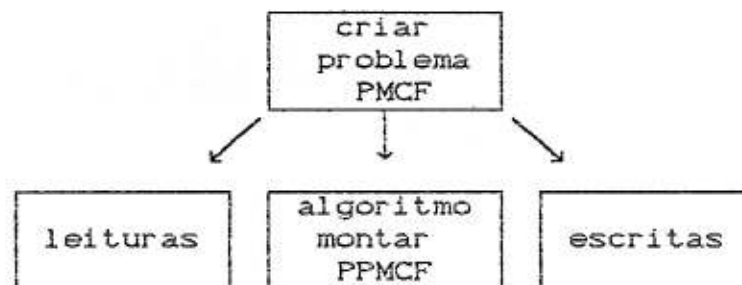 criar
problema
PMCF
leituras
algoritmo
montar
PPMCF
escritas